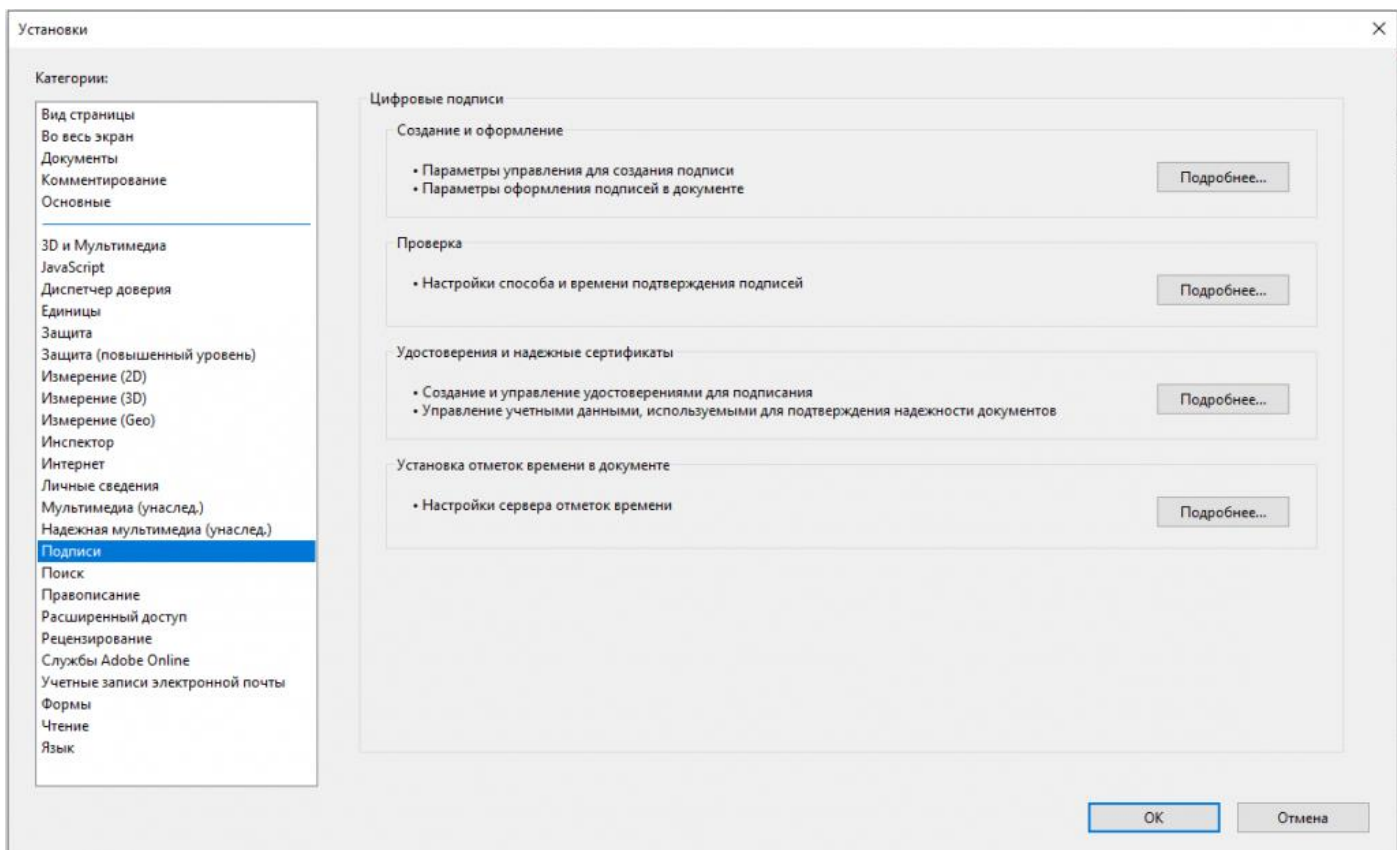 Установки
Категории:
Вид страницы
Во весь экран
Документы
Комментирование
Основные
3D и Мультимедиа
JavaScript
Диспетчер доверия
Единицы
Защита
Защита (повышенный уровень)
Измерение (2D)
Измерение (3D)
Измерение (Geo)
Инспектор
Интернет
Личные сведения
Мультимедиа (унаслед.)
Надежная мультимедиа (унаслед.)
Подписи
Поиск
Правописание
Расширенный доступ
Рецензирование
Службы Adobe Online
Учетные записи электронной почты
Формы
Чтение
Язык
Цифровые подписи
Создание и оформление
• Параметры управления для создания подписи
• Параметры оформления подписей в документе
Подробнее...
Проверка
• Настройки способа и времени подтверждения подписей
Подробнее...
Удостоверения и надежные сертификаты
• Создание и управление удостоверениями для подписания
• Управление учетными данными, используемыми для подтверждения надежности документов
Подробнее...
Установка отметок времени в документе
• Настройки сервера отметок времени
Подробнее...
OK
Отмена